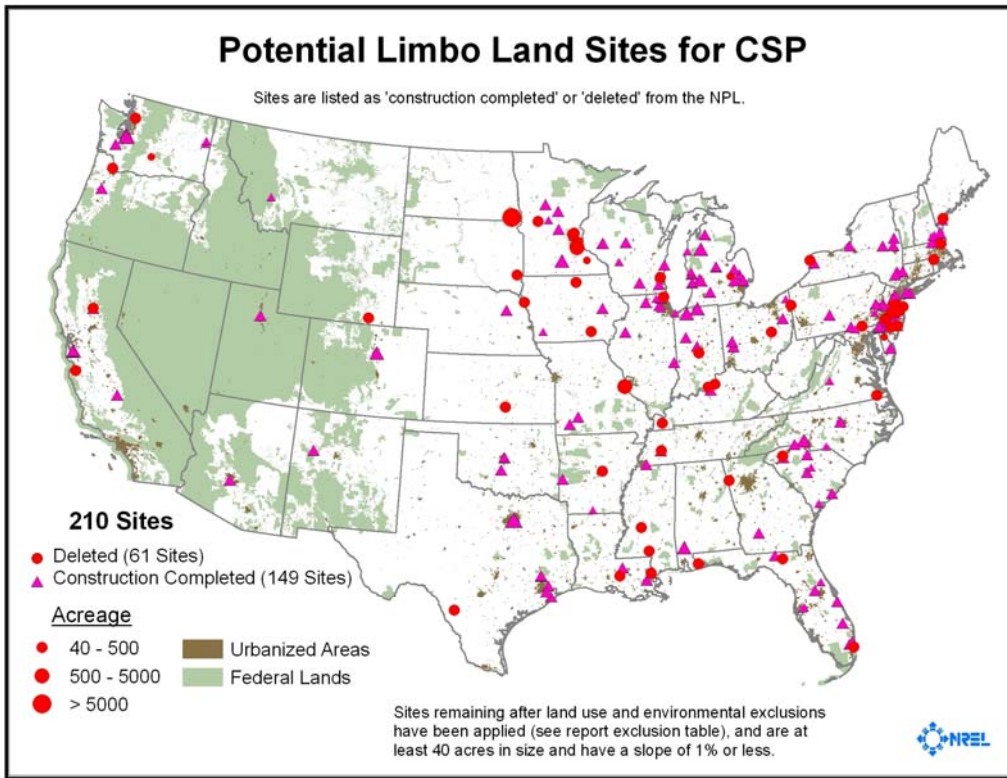 Potential Limbo Land Sites for CSP
Sites are listed as 'construction completed' or 'deleted' from the NPL.
210 Sites
Deleted (61 Sites)
Construction Completed (149 Sites)
Acreage
40 - 500
500 - 5000
> 5000
Urbanized Areas
Federal Lands
Sites remaining after land use and environmental exclusions
have been applied (see report exclusion table), and are at
least 40 acres in size and have a slope of 1% or less.
NREL